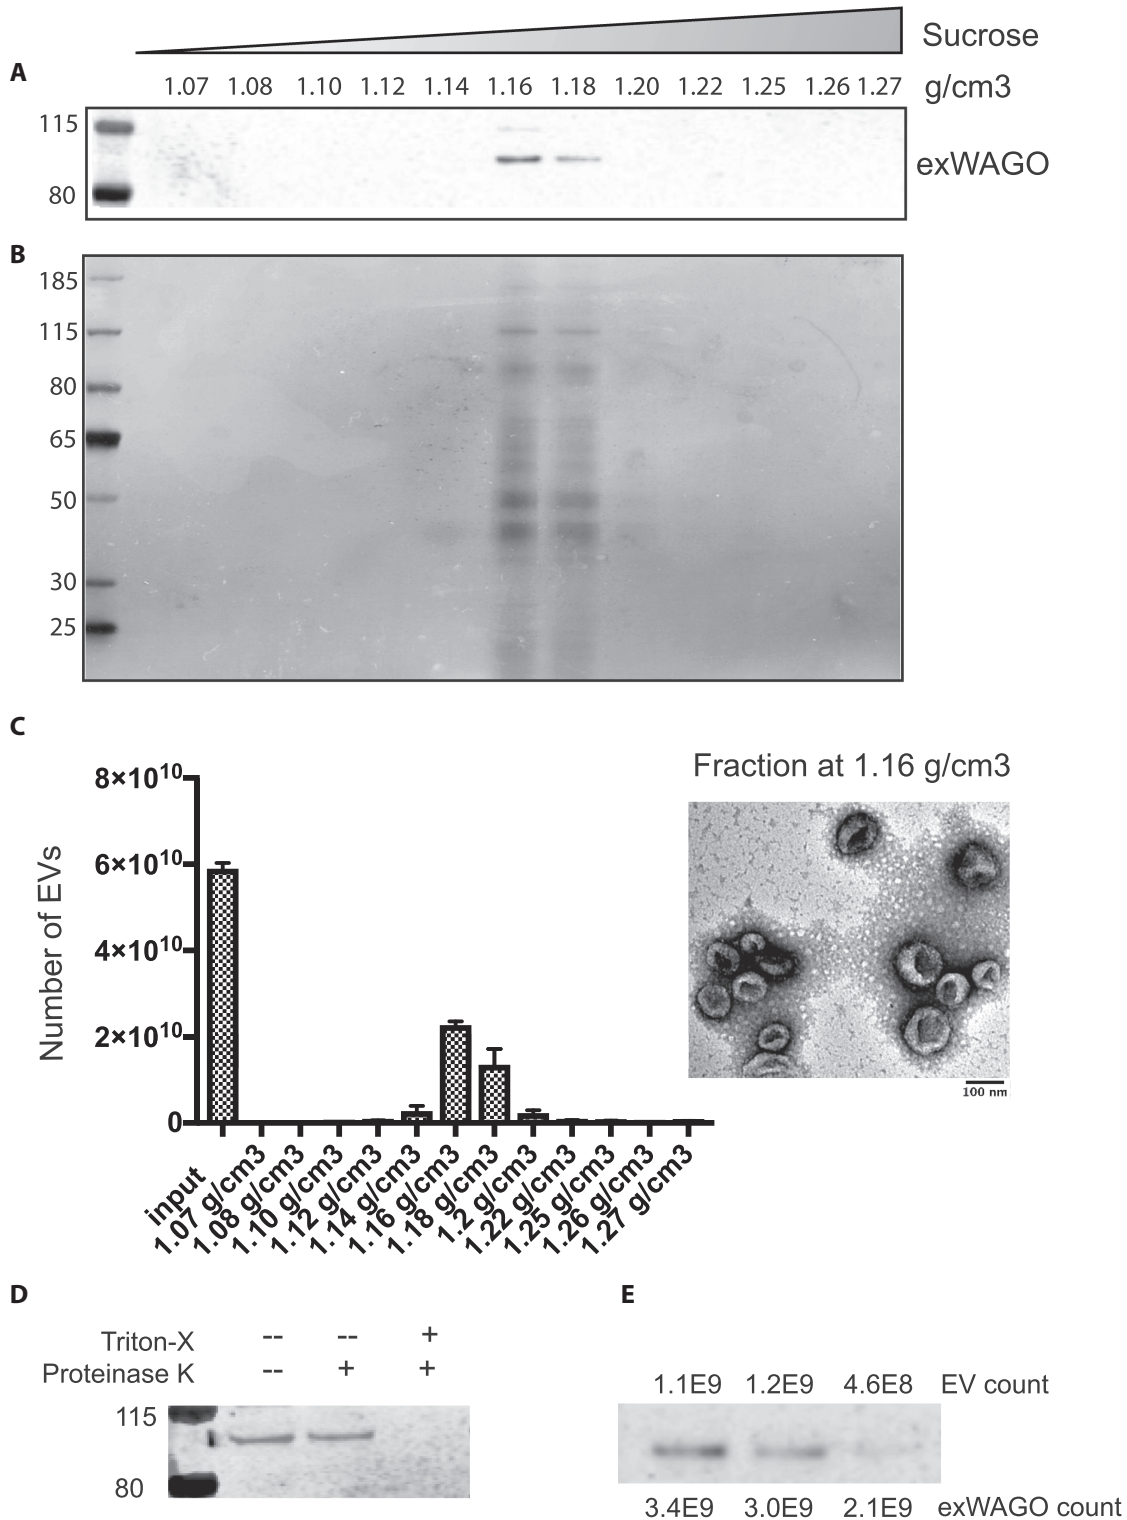 Sucrose
A
1.07 1.08 1.10 1.12 1.14 1.16 1.18 1.20 1.22 1.25 1.26 1.27 g/cm3
115
exWAGO
80
B
185
115
80
65
50
30
25
C
Fraction at 1.16 g/cm3
8×10¹⁰
6×10¹⁰
4×10¹⁰
2×10¹⁰
0
Number of EVs
100 nm
input
1.07 g/cm3
1.08 g/cm3
1.10 g/cm3
1.12 g/cm3
1.14 g/cm3
1.16 g/cm3
1.18 g/cm3
1.2 g/cm3
1.22 g/cm3
1.25 g/cm3
1.26 g/cm3
1.27 g/cm3
D
Triton-X -- -- +
Proteinase K -- + +
115
80
E
1.1E9 1.2E9 4.6E8 EV count
3.4E9 3.0E9 2.1E9 exWAGO count